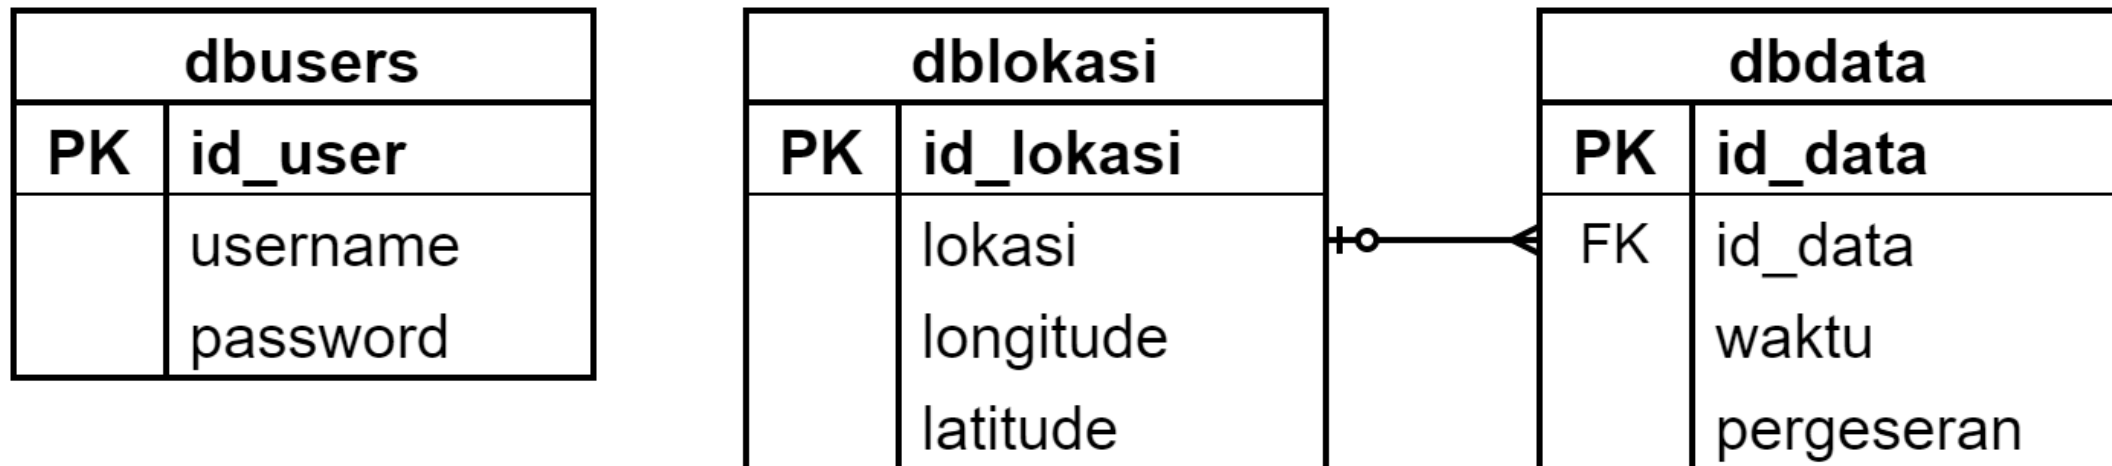 dbusers
PK id_user
username
password
dblokasi
PK id_lokasi
lokasi
longitude
latitude
dbdata
PK id_data
FK id_data
waktu
pergeseran